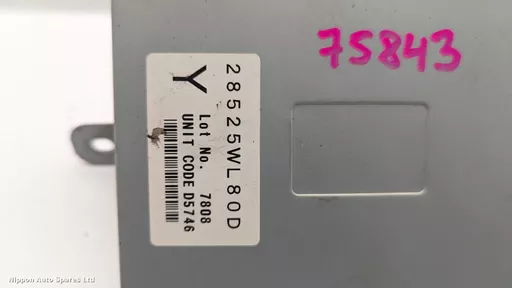 75843
28525WL80D
Y
Lot No. 7808
UNIT CODE D5746
Nippon Auto Spares Ltd